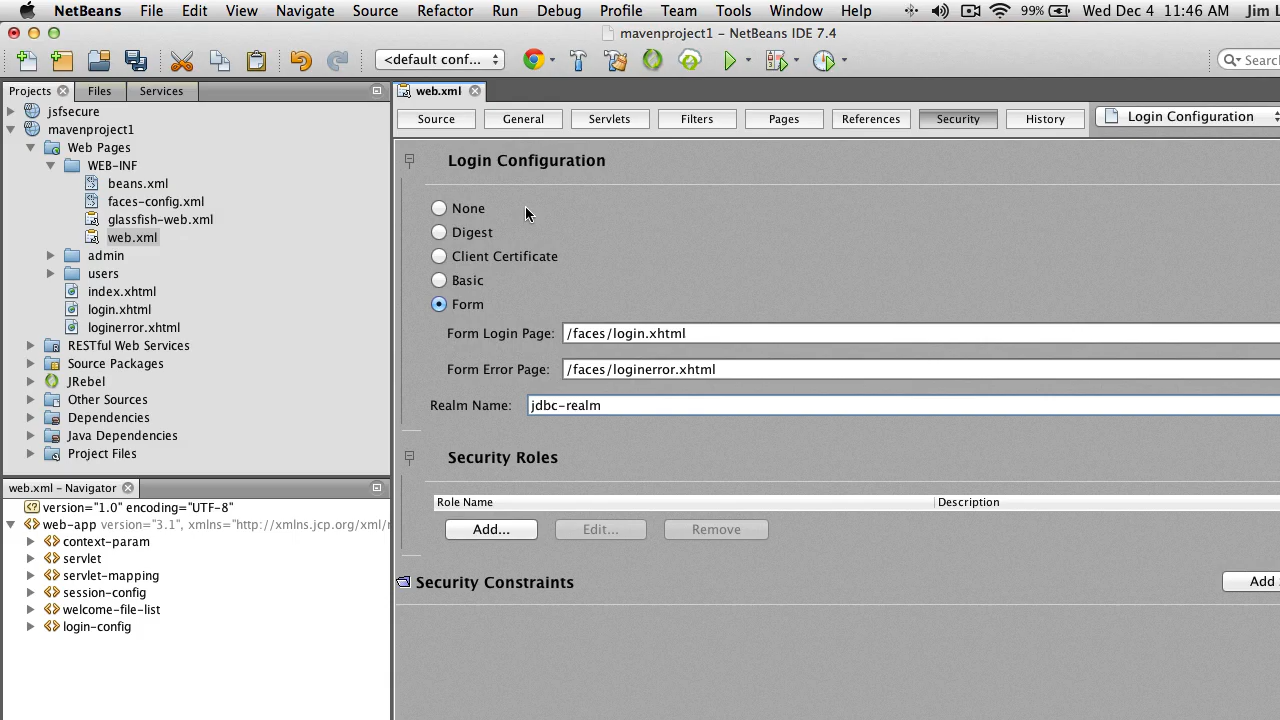 NetBeans File Edit View Navigate Source Refactor Run Debug Profile Team Tools Window Help 99% Wed Dec 4 11:46 AM Jim L
mavenproject1 – NetBeans IDE 7.4
<default conf... Searc
Projects Files Services
web.xml
jsfsecure
mavenproject1
Web Pages
WEB-INF
beans.xml
faces-config.xml
glassfish-web.xml
web.xml
admin
users
index.xhtml
login.xhtml
loginerror.xhtml
RESTful Web Services
Source Packages
JRebel
Other Sources
Dependencies
Java Dependencies
Project Files
Source General Servlets Filters Pages References Security History Login Configuration
Login Configuration
None
Digest
Client Certificate
Basic
Form
Form Login Page: /faces/login.xhtml
Form Error Page: /faces/loginerror.xhtml
Realm Name: jdbc-realm
Security Roles
Role Name Description
Add... Edit... Remove
Security Constraints Add
web.xml – Navigator
version="1.0" encoding="UTF-8"
web-app version="3.1", xmlns="http://xmlns.jcp.org/xml/
context-param
servlet
servlet-mapping
session-config
welcome-file-list
login-config